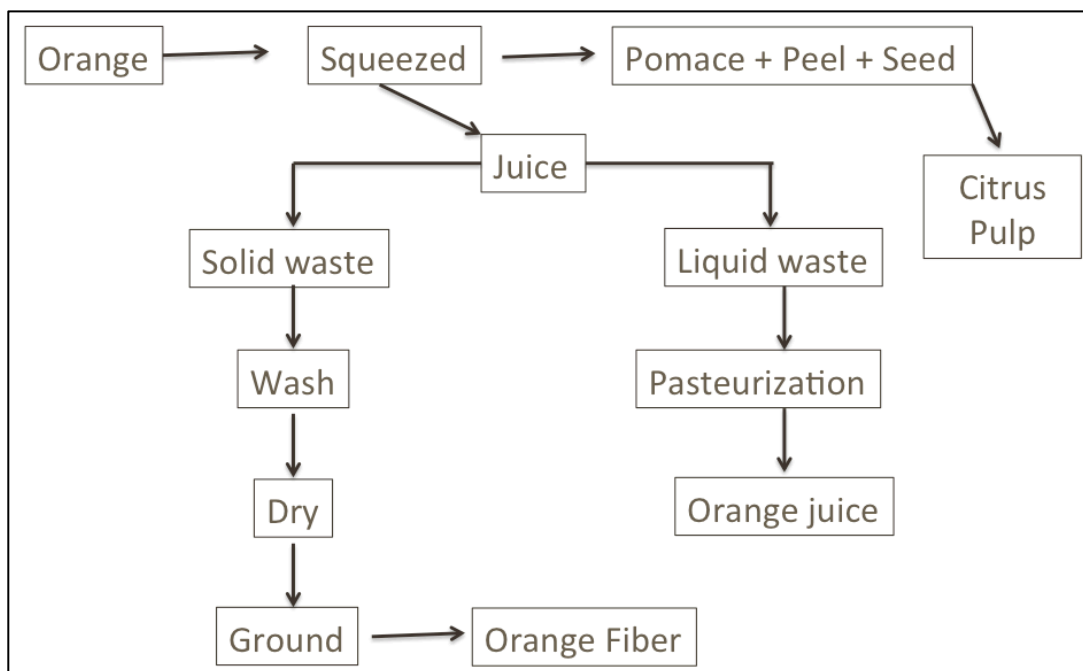 Orange
Squeezed
Pomace + Peel + Seed
Juice
Citrus
Pulp
Solid waste
Liquid waste
Wash
Pasteurization
Dry
Orange juice
Ground
Orange Fiber